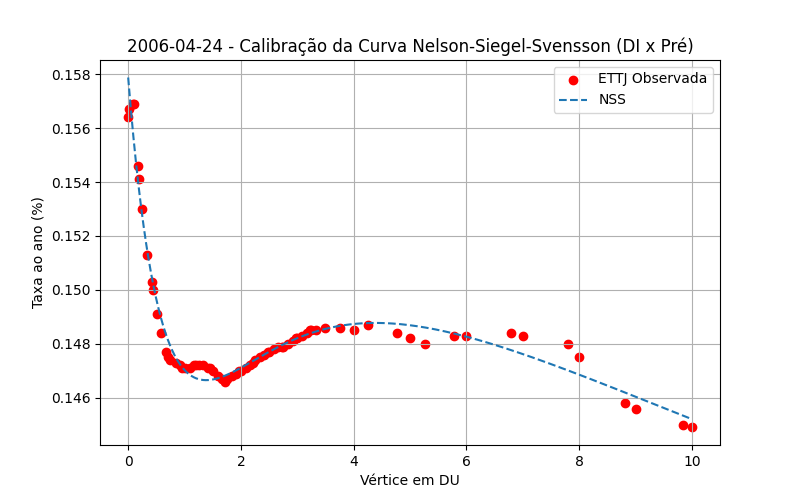 2006-04-24 - Calibração da Curva Nelson-Siegel-Svensson (DI x Pré)
ETTJ Observada
NSS
Taxa ao ano (%)
0.158
0.156
0.154
0.152
0.150
0.148
0.146
0 2 4 6 8 10
Vértice em DU